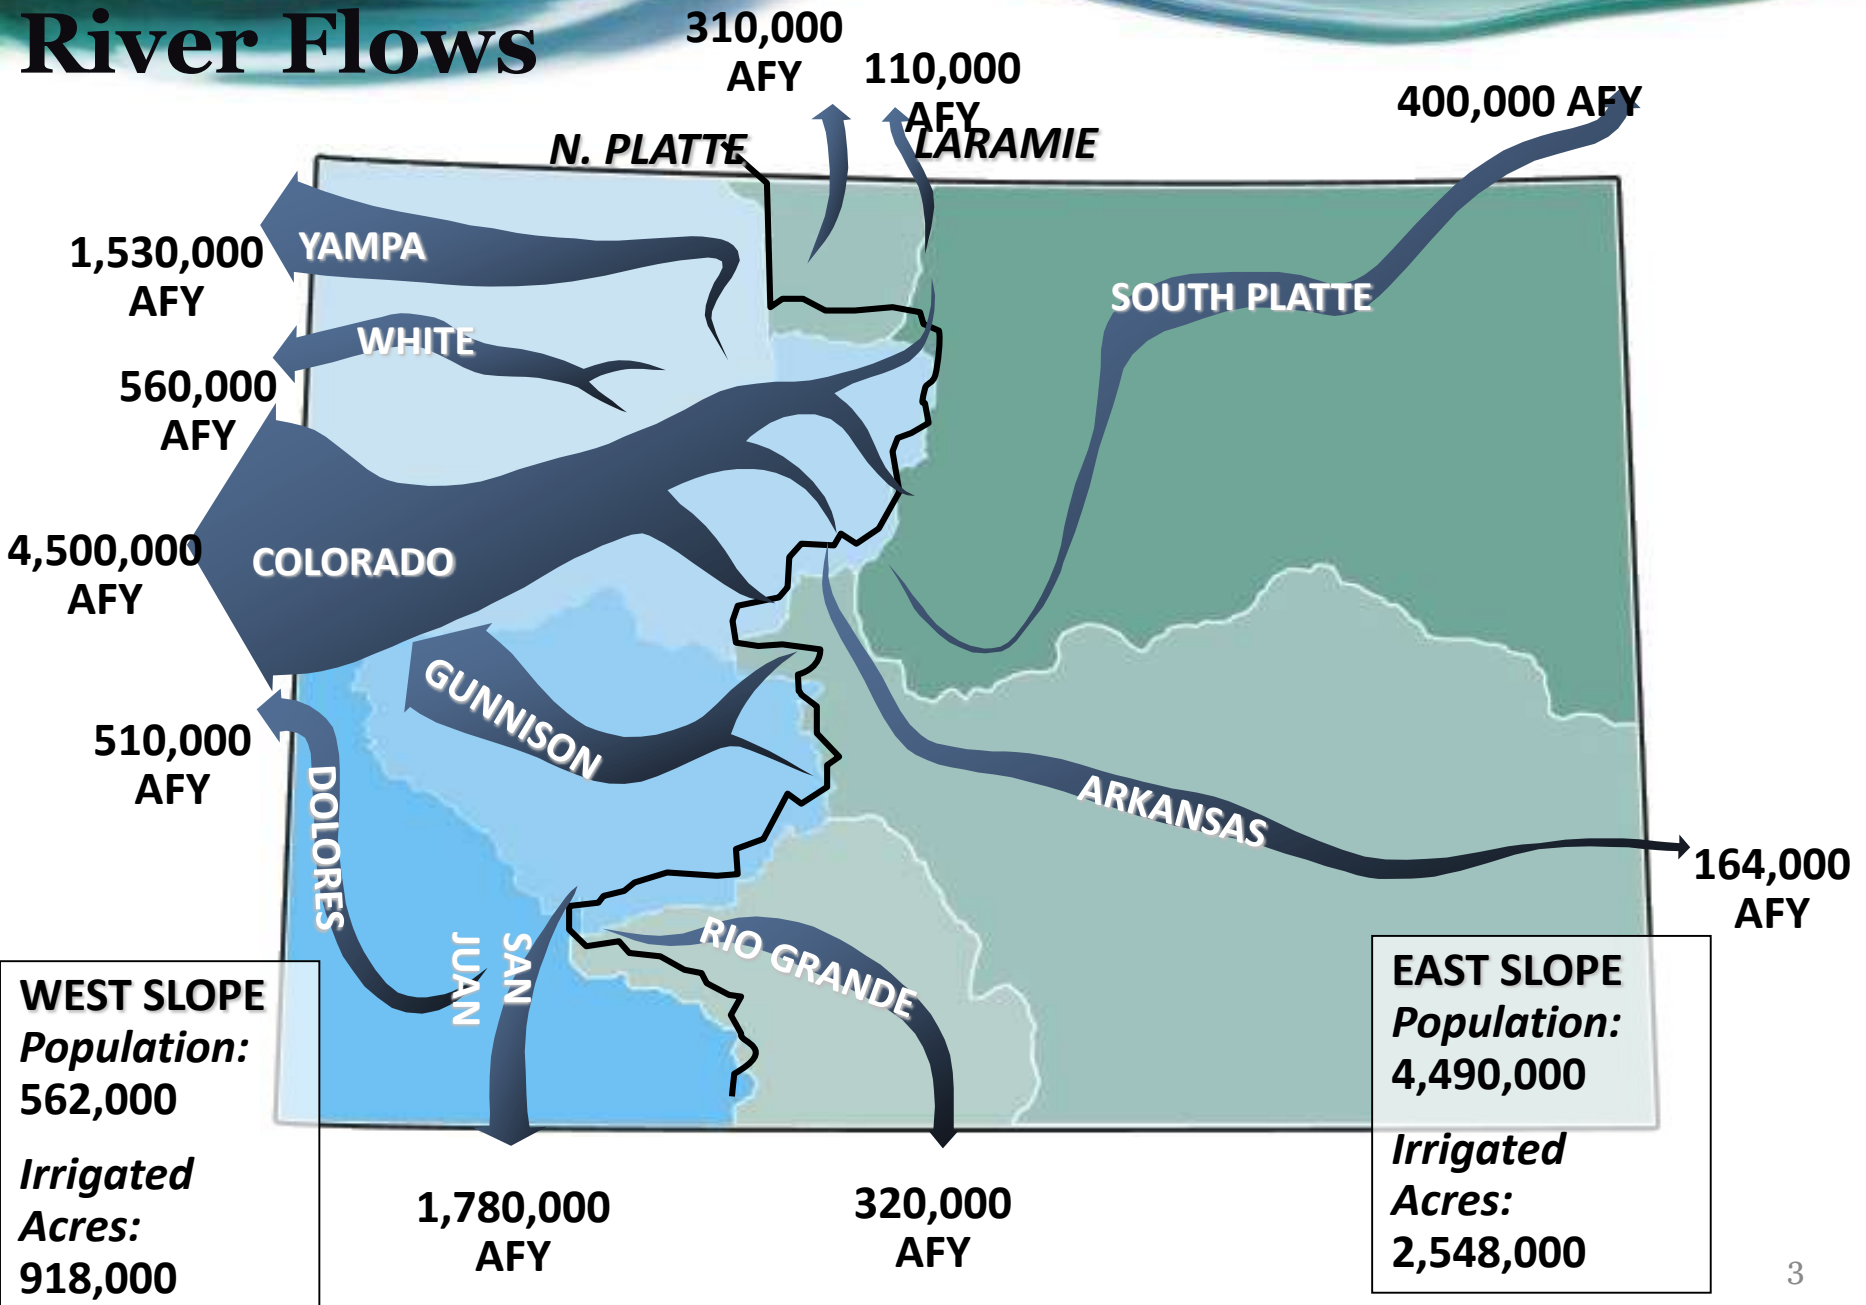 River Flows
310,000
AFY
110,000
AFY
400,000 AFY
N. PLATTE
LARAMIE
1,530,000
AFY
YAMPA
SOUTH PLATTE
WHITE
560,000
AFY
4,500,000
AFY
COLORADO
GUNNISON
510,000
AFY
DOLORES
ARKANSAS
164,000
AFY
SAN
JUAN
RIO GRANDE
WEST SLOPE
Population:
562,000
Irrigated
Acres:
918,000
1,780,000
AFY
320,000
AFY
EAST SLOPE
Population:
4,490,000
Irrigated
Acres:
2,548,000
3